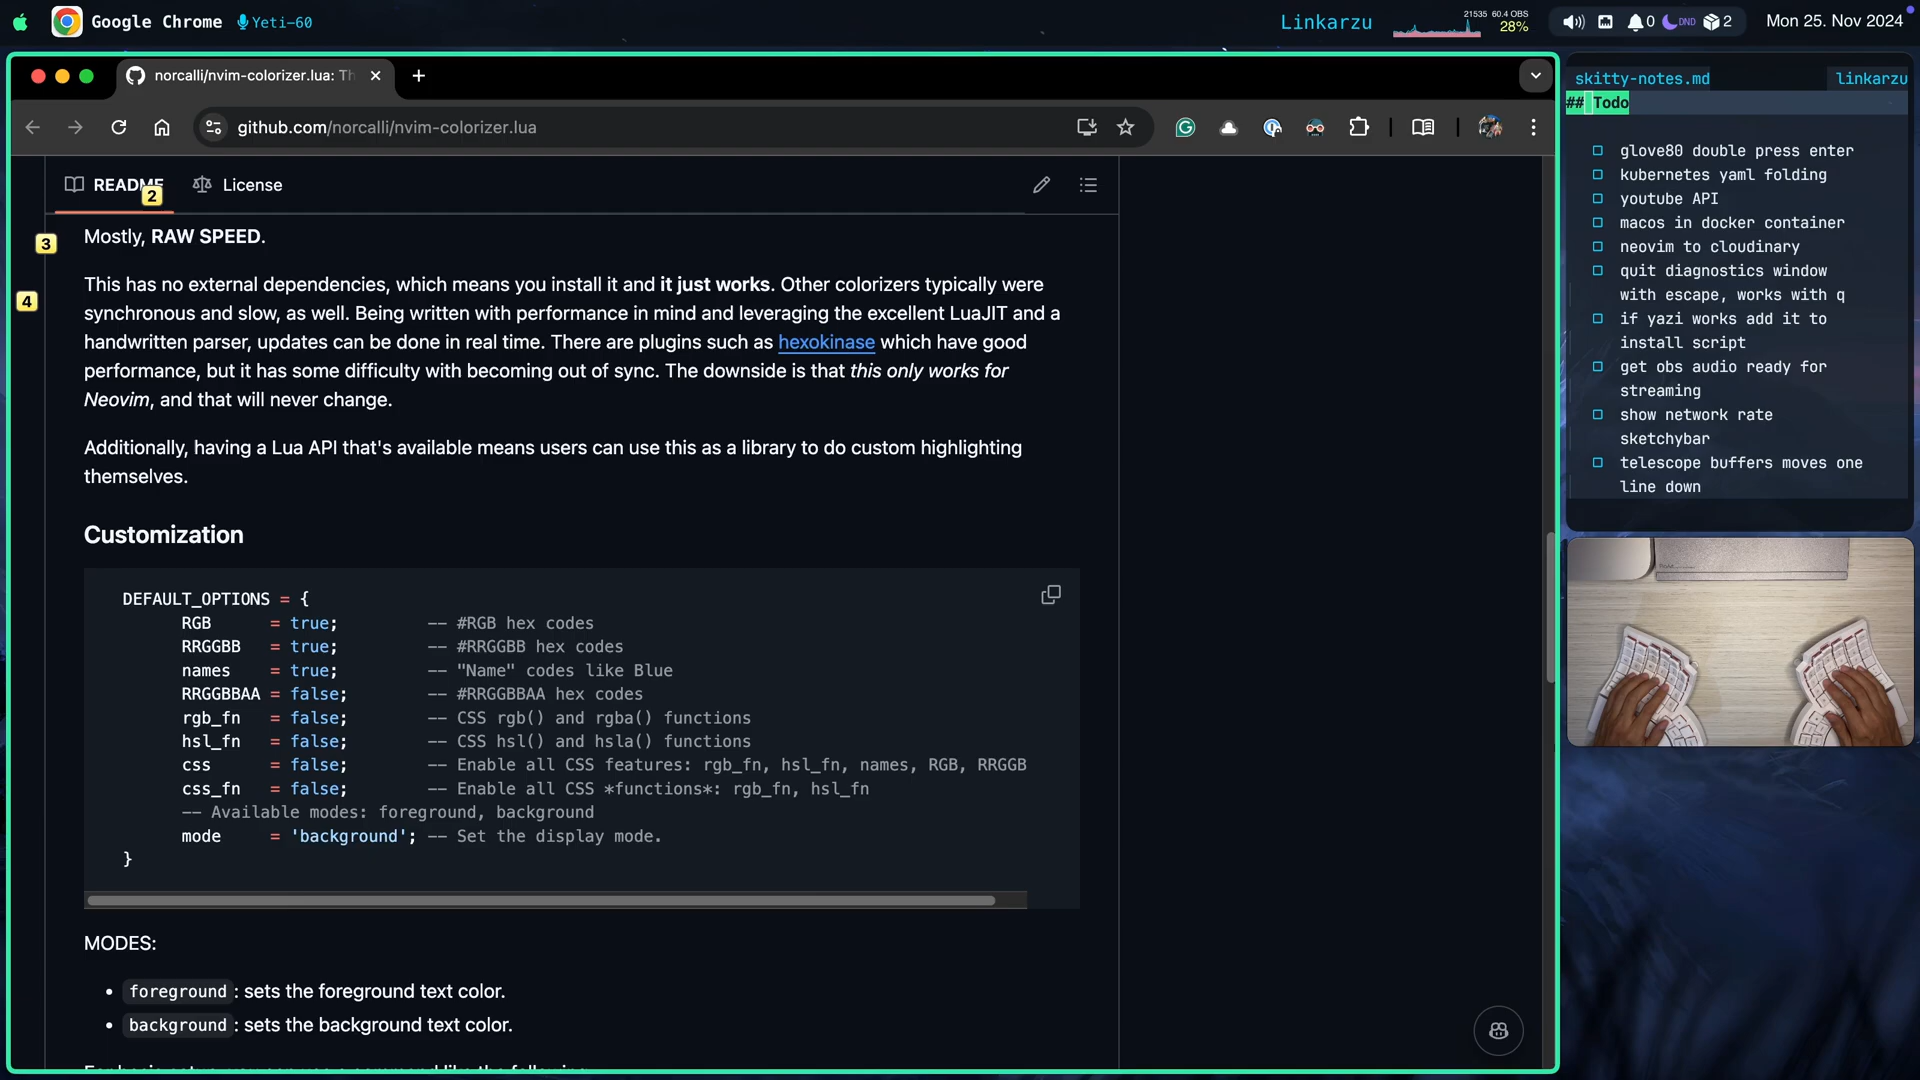 Google Chrome
Yeti-60
Linkarzu
21535 60.4 OBS
28%
0
DND
2
Mon 25. Nov 2024
norcalli/nvim-colorizer.lua: Th
github.com/norcalli/nvim-colorizer.lua
README
2
License
3
Mostly, RAW SPEED.
4
This has no external dependencies, which means you install it and it just works. Other colorizers typically were
synchronous and slow, as well. Being written with performance in mind and leveraging the excellent LuaJIT and a
handwritten parser, updates can be done in real time. There are plugins such as hexokinase which have good
performance, but it has some difficulty with becoming out of sync. The downside is that this only works for
Neovim, and that will never change.
Additionally, having a Lua API that's available means users can use this as a library to do custom highlighting
themselves.
Customization
DEFAULT_OPTIONS = {
RGB = true; -- #RGB hex codes
RRGGBB = true; -- #RRGGBB hex codes
names = true; -- "Name" codes like Blue
RRGGBBAA = false; -- #RRGGBBAA hex codes
rgb_fn = false; -- CSS rgb() and rgba() functions
hsl_fn = false; -- CSS hsl() and hsla() functions
css = false; -- Enable all CSS features: rgb_fn, hsl_fn, names, RGB, RRGGB
css_fn = false; -- Enable all CSS *functions*: rgb_fn, hsl_fn
-- Available modes: foreground, background
mode = 'background'; -- Set the display mode.
}
MODES:
foreground: sets the foreground text color.
background: sets the background text color.
skitty-notes.md
linkarzu
## Todo
glove80 double press enter
kubernetes yaml folding
youtube API
macos in docker container
neovim to cloudinary
quit diagnostics window
with escape, works with q
if yazi works add it to
install script
get obs audio ready for
streaming
show network rate
sketchybar
telescope buffers moves one
line down